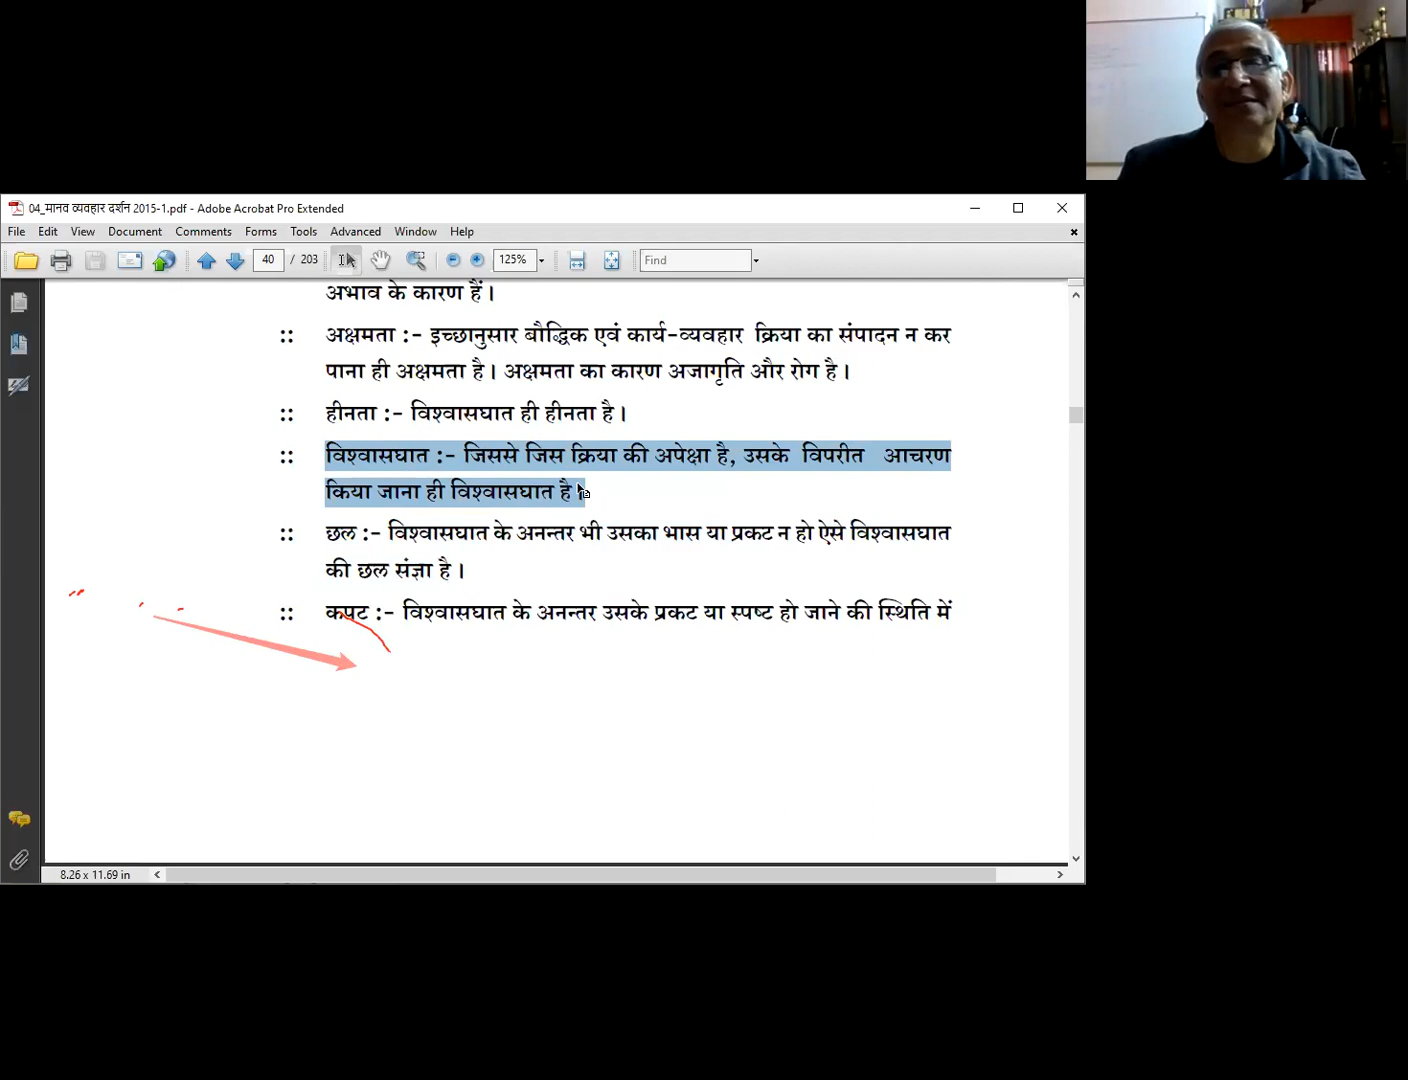 04_मानव व्यवहार दर्शन 2015-1.pdf - Adobe Acrobat Pro Extended
File Edit View Document Comments Forms Tools Advanced Window Help
40 / 203 125% Find
अभाव के कारण हैं।
:: अक्षमता :- इच्छानुसार बौद्धिक एवं कार्य-व्यवहार क्रिया का संपादन न कर
पाना ही अक्षमता है। अक्षमता का कारण अजागृति और रोग है।
:: हीनता :- विश्वासघात ही हीनता है।
:: विश्वासघात :- जिससे जिस क्रिया की अपेक्षा है, उसके विपरीत आचरण
किया जाना ही विश्वासघात है।
:: छल :- विश्वासघात के अनन्तर भी उसका भास या प्रकट न हो ऐसे विश्वासघात
की छल संज्ञा है।
:: कपट :- विश्वासघात के अनन्तर उसके प्रकट या स्पष्ट हो जाने की स्थिति में
8.26 x 11.69 in